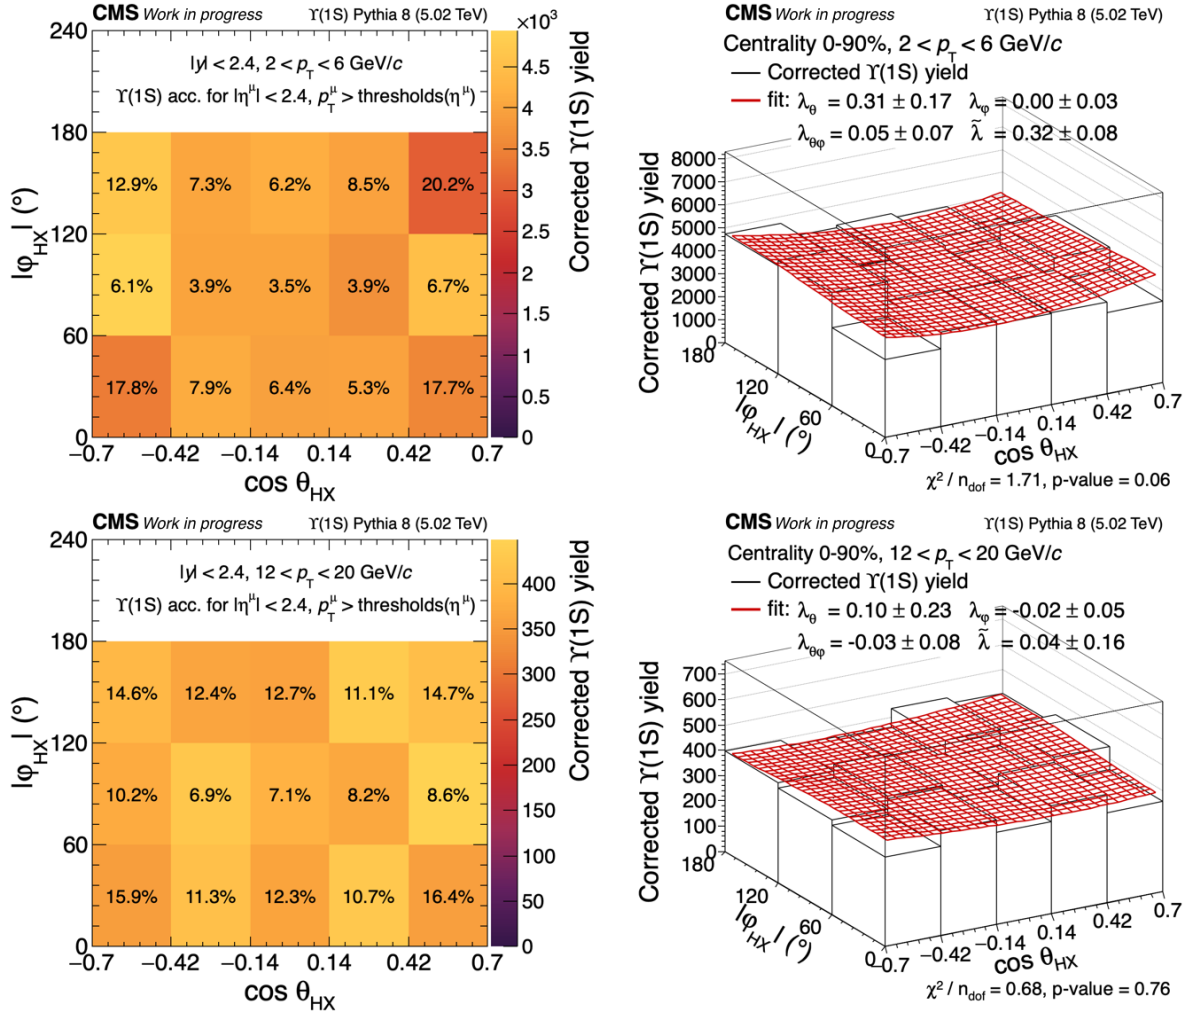 CMS Work in progress ϒ(1S) Pythia 8 (5.02 TeV)
×10³
240
|y| < 2.4, 2 < p_T < 6 GeV/c
ϒ(1S) acc. for |η^μ| < 2.4, p_T^μ > thresholds(η^μ)
180
12.9% 7.3% 6.2% 8.5% 20.2%
120
6.1% 3.9% 3.5% 3.9% 6.7%
60
17.8% 7.9% 6.4% 5.3% 17.7%
0
|φ_HX| (°)
−0.7 −0.42 −0.14 0.14 0.42 0.7
cos θ_HX
4.5
4
3.5
3
2.5
2
1.5
1
0.5
0
Corrected ϒ(1S) yield
CMS Work in progress ϒ(1S) Pythia 8 (5.02 TeV)
Centrality 0-90%, 2 < p_T < 6 GeV/c
Corrected ϒ(1S) yield
fit: λ_θ = 0.31 ± 0.17 λ_φ = 0.00 ± 0.03
λ_θφ = 0.05 ± 0.07 λ̃ = 0.32 ± 0.08
8000
7000
6000
5000
4000
3000
2000
1000
0
Corrected ϒ(1S) yield
180
120
60
0
|φ_HX| (°)
−0.7
−0.42
−0.14
0.14
0.42
0.7
cos θ_HX
χ² / n_dof = 1.71, p-value = 0.06
CMS Work in progress ϒ(1S) Pythia 8 (5.02 TeV)
240
|y| < 2.4, 12 < p_T < 20 GeV/c
ϒ(1S) acc. for |η^μ| < 2.4, p_T^μ > thresholds(η^μ)
180
14.6% 12.4% 12.7% 11.1% 14.7%
120
10.2% 6.9% 7.1% 8.2% 8.6%
60
15.9% 11.3% 12.3% 10.7% 16.4%
0
|φ_HX| (°)
−0.7 −0.42 −0.14 0.14 0.42 0.7
cos θ_HX
400
350
300
250
200
150
100
50
0
Corrected ϒ(1S) yield
CMS Work in progress ϒ(1S) Pythia 8 (5.02 TeV)
Centrality 0-90%, 12 < p_T < 20 GeV/c
Corrected ϒ(1S) yield
fit: λ_θ = 0.10 ± 0.23 λ_φ = -0.02 ± 0.05
λ_θφ = -0.03 ± 0.08 λ̃ = 0.04 ± 0.16
700
600
500
400
300
200
100
0
Corrected ϒ(1S) yield
180
120
60
0
|φ_HX| (°)
−0.7
−0.42
−0.14
0.14
0.42
0.7
cos θ_HX
χ² / n_dof = 0.68, p-value = 0.76